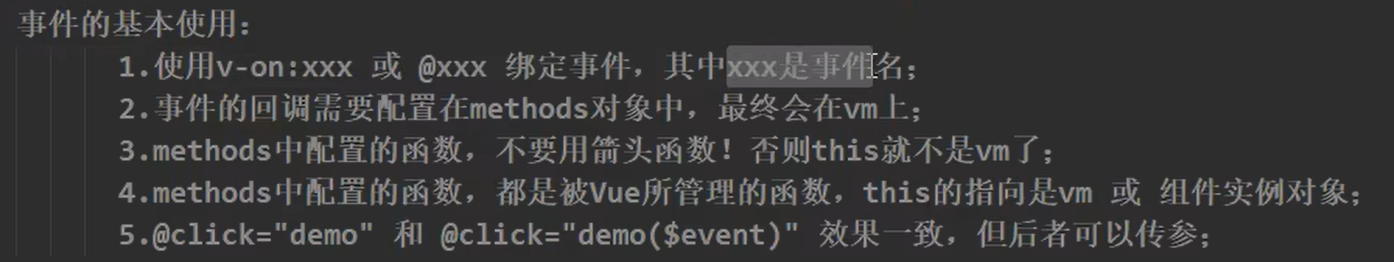 事件的基本使用:
1.使用v-on:xxx 或 @xxx 绑定事件，其中xxx是事件名;
2.事件的回调需要配置在methods对象中，最终会在vm上;
3.methods中配置的函数，不要用箭头函数！否则this就不是vm了;
4.methods中配置的函数，都是被Vue所管理的函数，this的指向是vm 或 组件实例对象;
5.@click="demo" 和 @click="demo($event)" 效果一致，但后者可以传参;